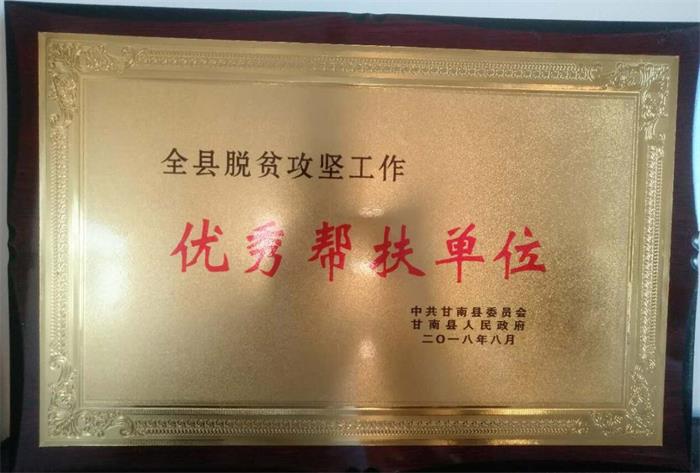 全县脱贫攻坚工作
优秀帮扶单位
中共甘南县委员会
甘南县人民政府
二〇一八年八月